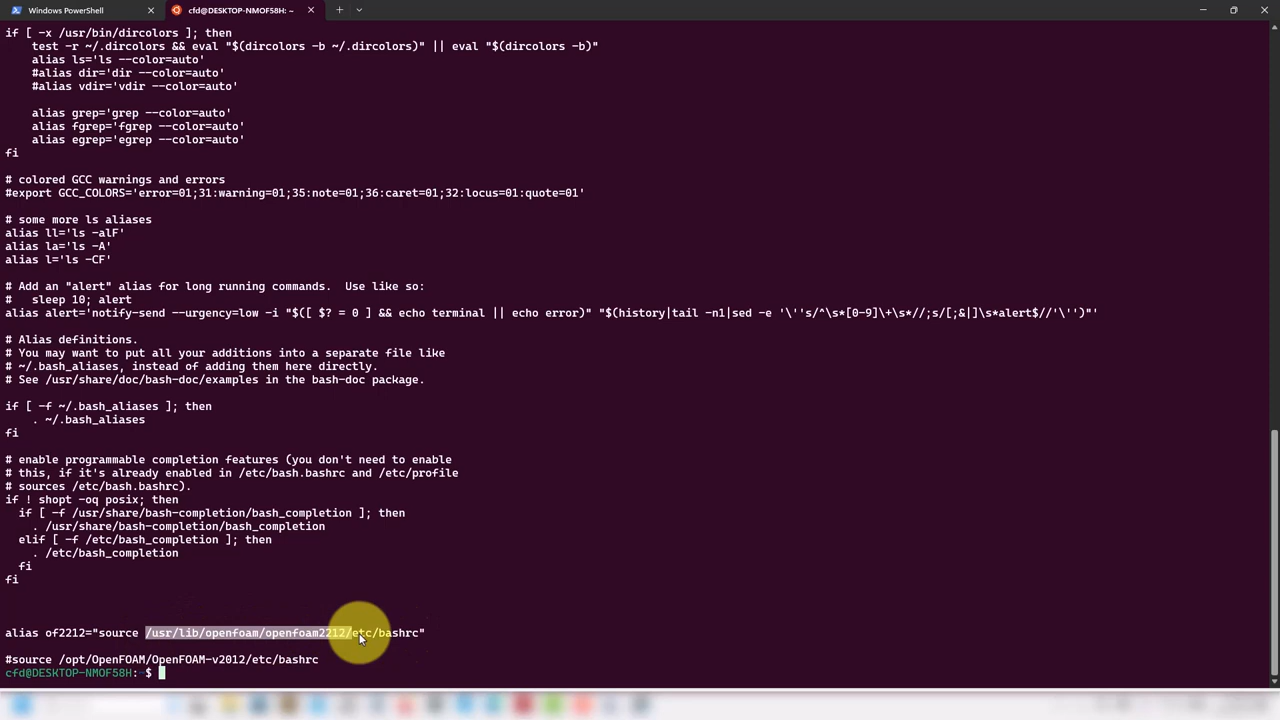 Windows PowerShell
cfd@DESKTOP-NMOF58H: ~
if [ -x /usr/bin/dircolors ]; then
    test -r ~/.dircolors && eval "$(dircolors -b ~/.dircolors)" || eval "$(dircolors -b)"
    alias ls='ls --color=auto'
    #alias dir='dir --color=auto'
    #alias vdir='vdir --color=auto'
    alias grep='grep --color=auto'
    alias fgrep='fgrep --color=auto'
    alias egrep='egrep --color=auto'
fi
# colored GCC warnings and errors
#export GCC_COLORS='error=01;31:warning=01;35:note=01;36:caret=01;32:locus=01:quote=01'
# some more ls aliases
alias ll='ls -alF'
alias la='ls -A'
alias l='ls -CF'
# Add an "alert" alias for long running commands.  Use like so:
#   sleep 10; alert
alias alert='notify-send --urgency=low -i "$([ $? = 0 ] && echo terminal || echo error)" "$(history|tail -n1|sed -e '\''s/^\s*[0-9]\+\s*//;s/[;&|]\s*alert$//'\'')"'
# Alias definitions.
# You may want to put all your additions into a separate file like
# ~/.bash_aliases, instead of adding them here directly.
# See /usr/share/doc/bash-doc/examples in the bash-doc package.
if [ -f ~/.bash_aliases ]; then
    . ~/.bash_aliases
fi
# enable programmable completion features (you don't need to enable
# this, if it's already enabled in /etc/bash.bashrc and /etc/profile
# sources /etc/bash.bashrc).
if ! shopt -oq posix; then
  if [ -f /usr/share/bash-completion/bash_completion ]; then
    . /usr/share/bash-completion/bash_completion
  elif [ -f /etc/bash_completion ]; then
    . /etc/bash_completion
  fi
fi
alias of2212="source /usr/lib/openfoam/openfoam2212/etc/bashrc"
#source /opt/OpenFOAM/OpenFOAM-v2012/etc/bashrc
cfd@DESKTOP-NMOF58H:~$